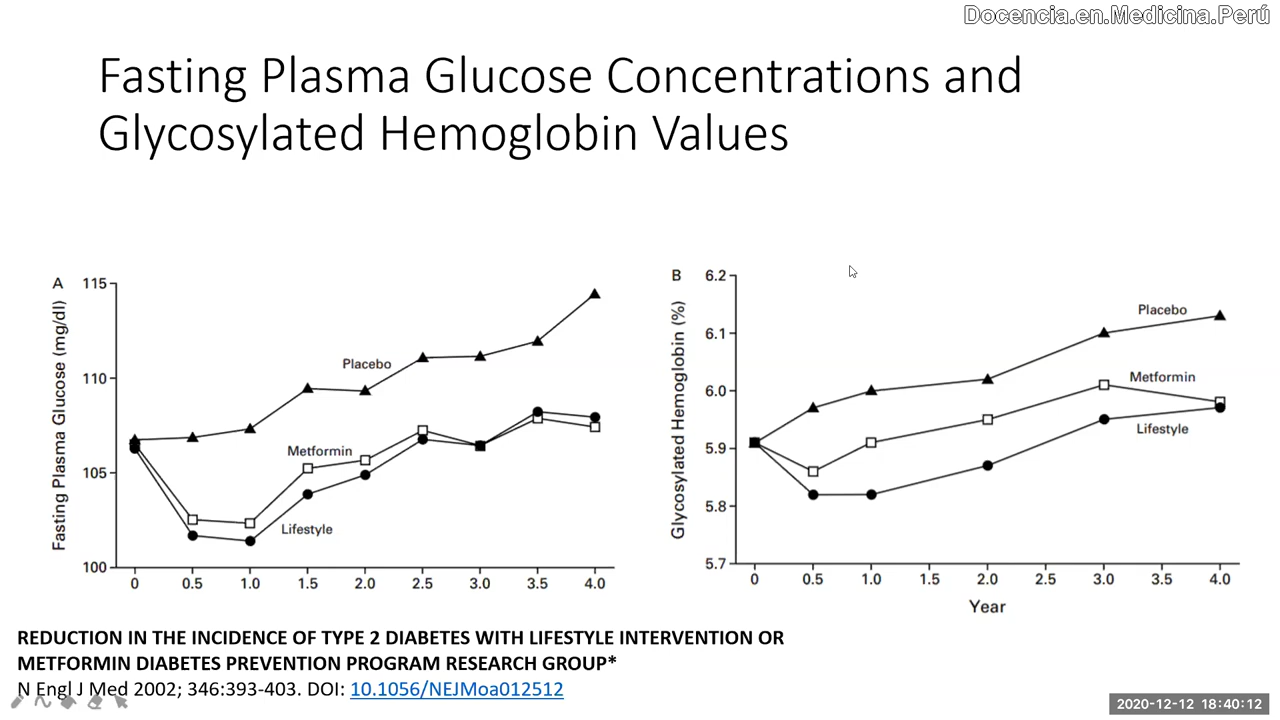 Docencia.en.Medicina.Perú
Fasting Plasma Glucose Concentrations and
Glycosylated Hemoglobin Values
A
Fasting Plasma Glucose (mg/dl)
115
110
105
100
Placebo
Metformin
Lifestyle
0 0.5 1.0 1.5 2.0 2.5 3.0 3.5 4.0
B
Glycosylated Hemoglobin (%)
6.2
6.1
6.0
5.9
5.8
5.7
Placebo
Metformin
Lifestyle
0 0.5 1.0 1.5 2.0 2.5 3.0 3.5 4.0
Year
REDUCTION IN THE INCIDENCE OF TYPE 2 DIABETES WITH LIFESTYLE INTERVENTION OR
METFORMIN DIABETES PREVENTION PROGRAM RESEARCH GROUP*
N Engl J Med 2002; 346:393-403. DOI: 10.1056/NEJMoa012512
2020-12-12 18:40:12